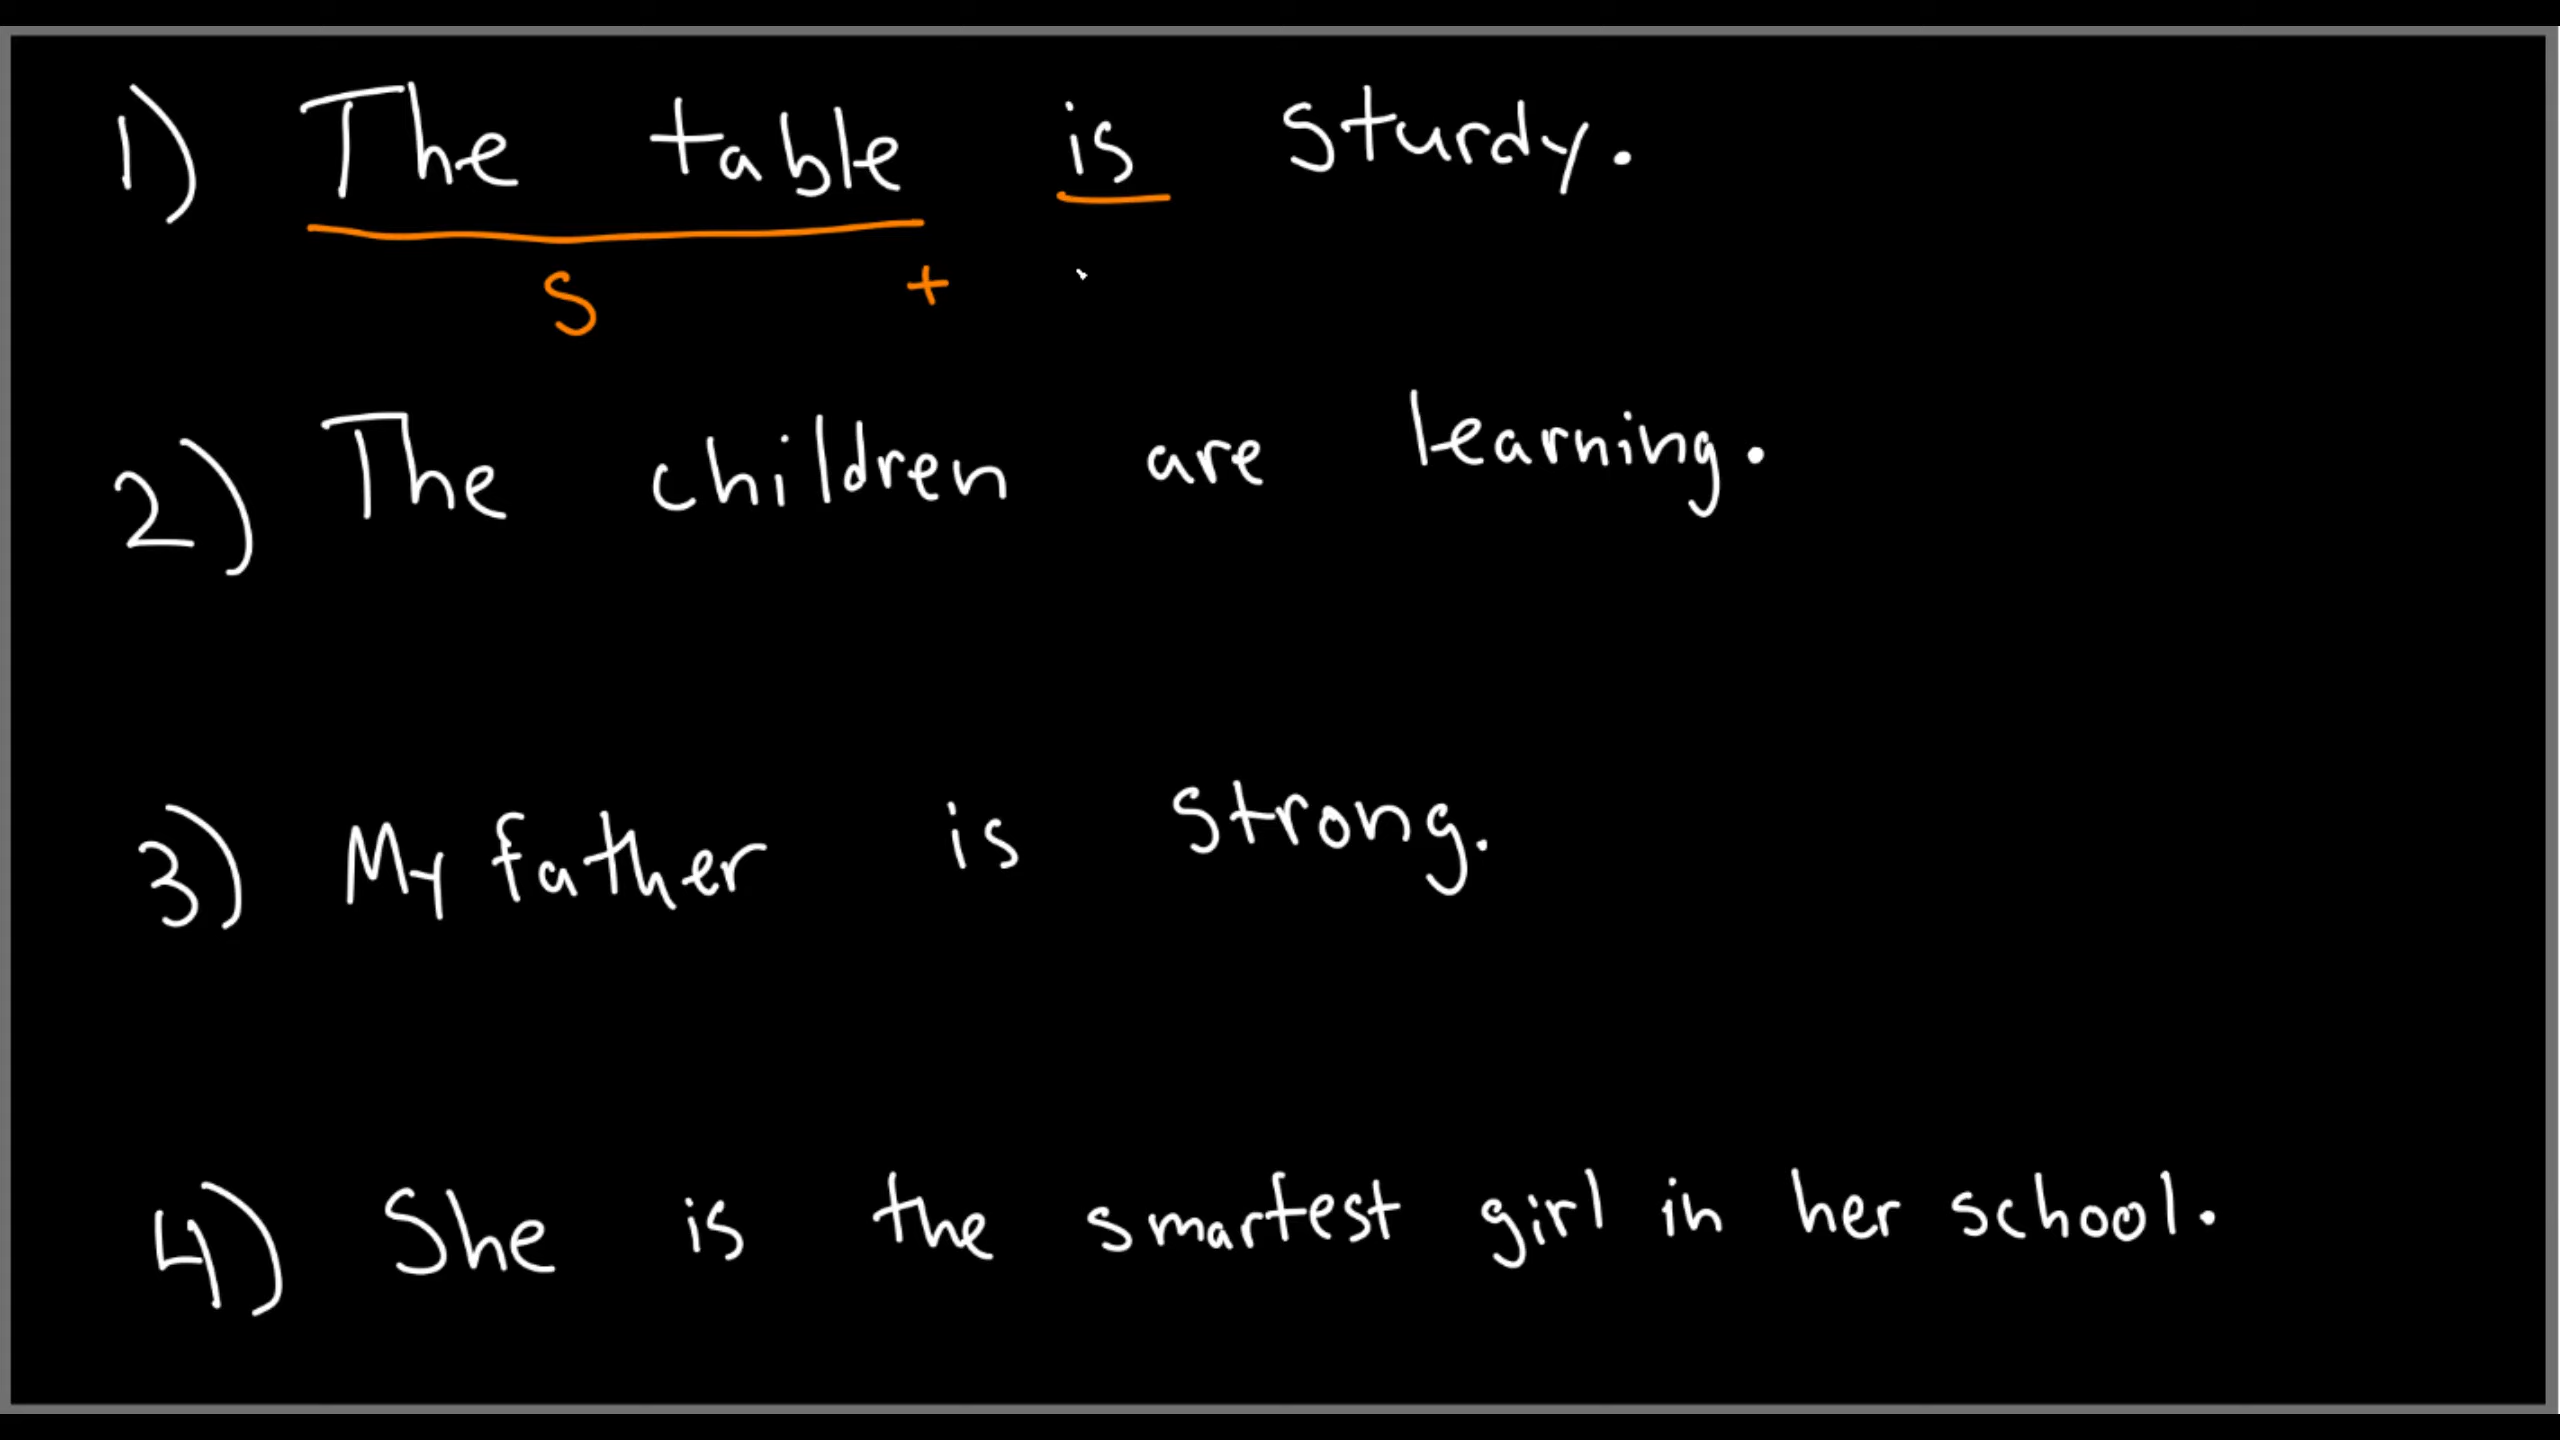 1) The table is sturdy.
S +
2) The children are learning.
3) My father is strong.
4) She is the smartest girl in her school.